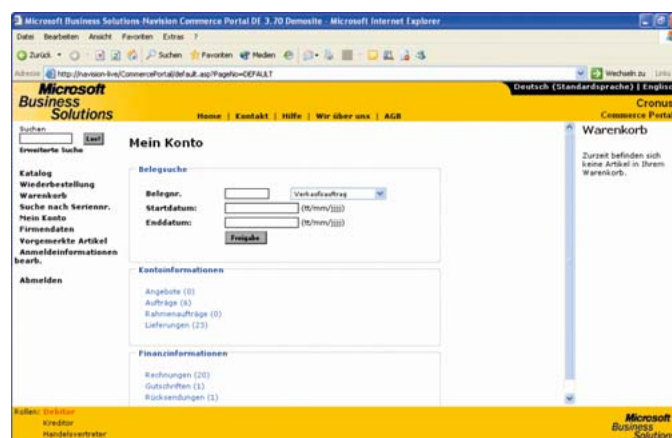 Microsoft Business Solutions-Navision Commerce Portal DE 3.70 Demosite - Microsoft Internet Explorer
Datei Bearbeiten Ansicht Favoriten Extras ?
Zurück Suchen Favoriten Medien
Adresse http://navision-live/CommercePortal/default.asp?PageNo=DEFAULT Wechseln zu Links
Deutsch (Standardsprache) | Englisc
Microsoft
Business
Solutions
Home | Kontakt | Hilfe | Wir über uns | AGB
Cronus
Commerce Portal
Suchen
Los!
Erweiterte Suche
Katalog
Wiederbestellung
Warenkorb
Suche nach Seriennr.
Mein Konto
Firmendaten
Vorgemerkte Artikel
Anmeldeinformationen
bearb.
Abmelden
Mein Konto
Belegsuche
Belegnr. Verkaufsauftrag
Startdatum: (tt/mm/jjjj)
Enddatum: (tt/mm/jjjj)
Freigabe
Kontoinformationen
Angebote (0)
Aufträge (6)
Rahmenaufträge (0)
Lieferungen (23)
Finanzinformationen
Rechnungen (20)
Gutschriften (1)
Rücksendungen (1)
Warenkorb
Zurzeit befinden sich
keine Artikel in Ihrem
Warenkorb.
Rollen: Debitor
Kreditor
Handelsvertreter
Microsoft
Business
Solutions